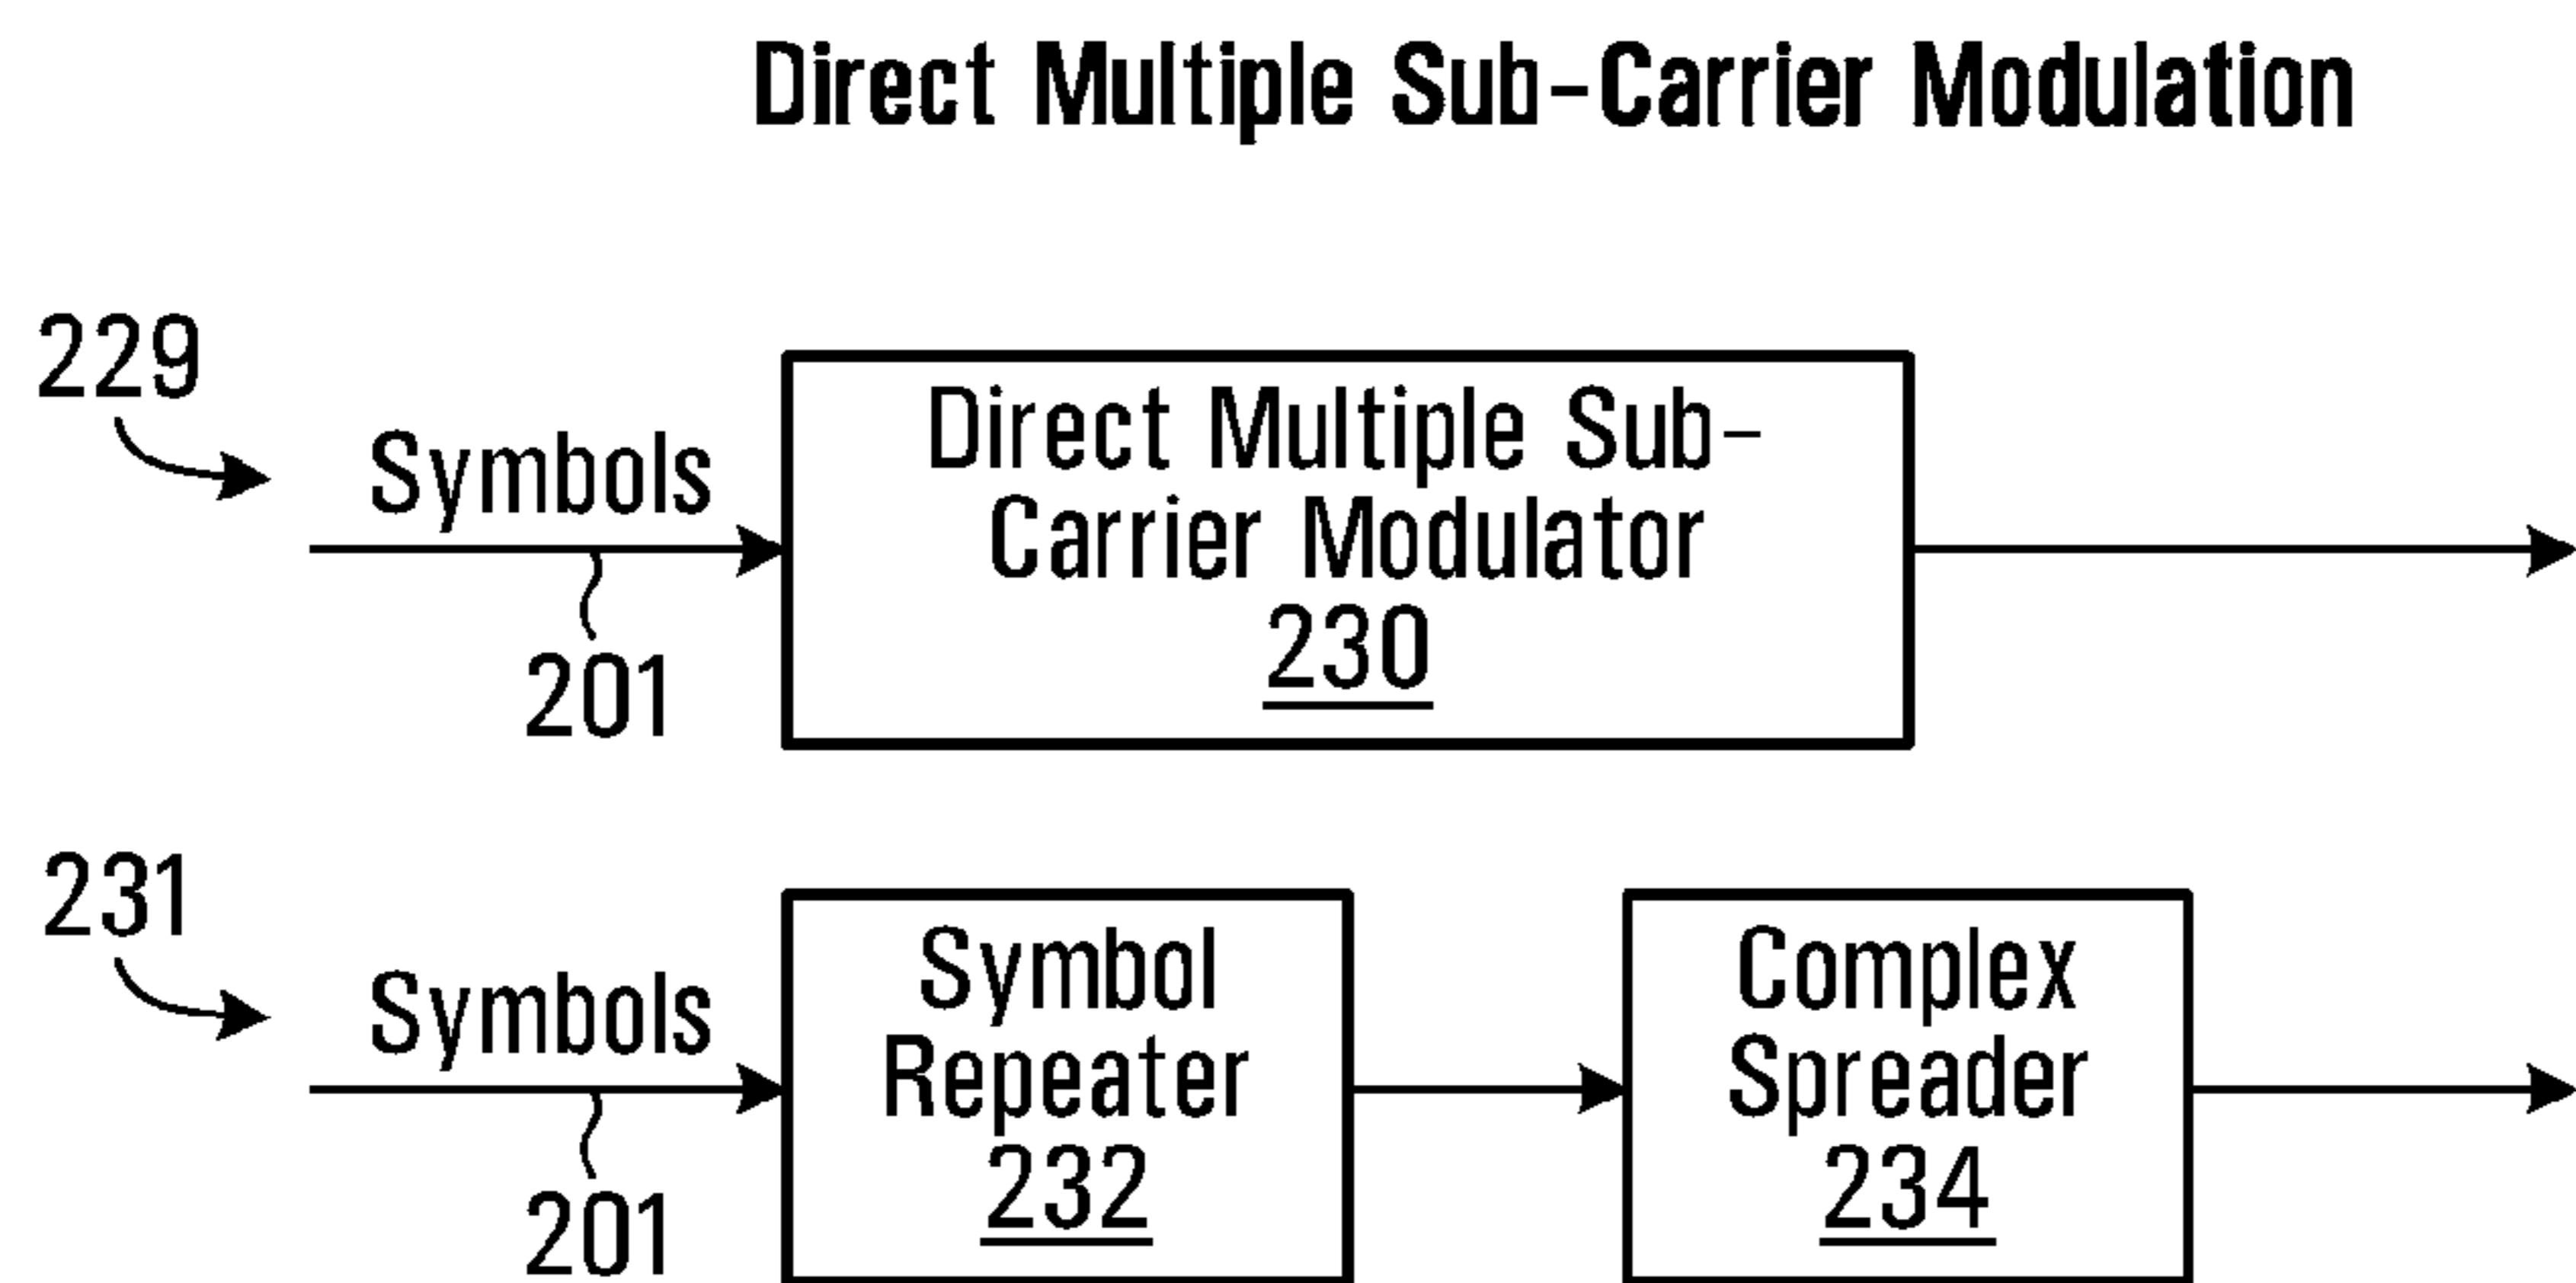 Direct Multiple Sub-Carrier Modulation
229
Symbols
201
Direct Multiple Sub-
Carrier Modulator
230
231
Symbols
201
Symbol
Repeater
232
Complex
Spreader
234